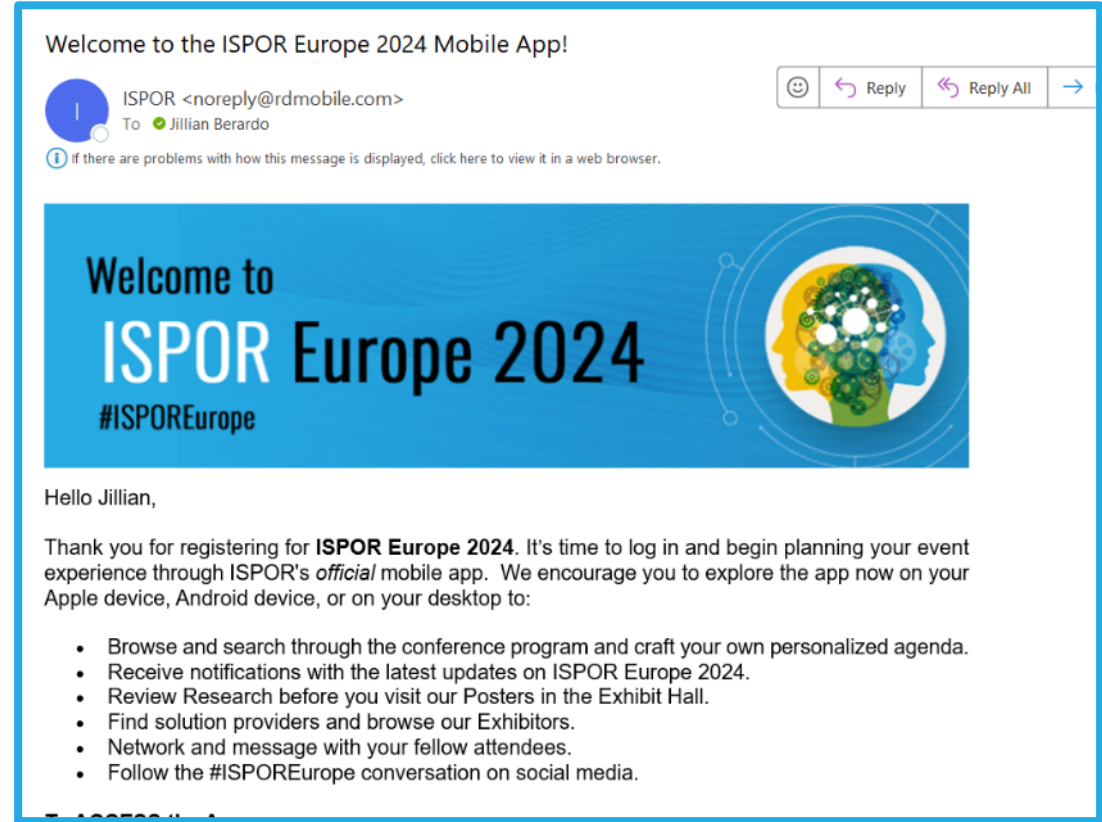 Welcome to the ISPOR Europe 2024 Mobile App!
I
ISPOR <noreply@rdmobile.com>
To Jillian Berardo
Reply
Reply All
If there are problems with how this message is displayed, click here to view it in a web browser.
Welcome to
ISPOR Europe 2024
#ISPOREurope
Hello Jillian,
Thank you for registering for ISPOR Europe 2024. It's time to log in and begin planning your event
experience through ISPOR's official mobile app.  We encourage you to explore the app now on your
Apple device, Android device, or on your desktop to:
• Browse and search through the conference program and craft your own personalized agenda.
• Receive notifications with the latest updates on ISPOR Europe 2024.
• Review Research before you visit our Posters in the Exhibit Hall.
• Find solution providers and browse our Exhibitors.
• Network and message with your fellow attendees.
• Follow the #ISPOREurope conversation on social media.